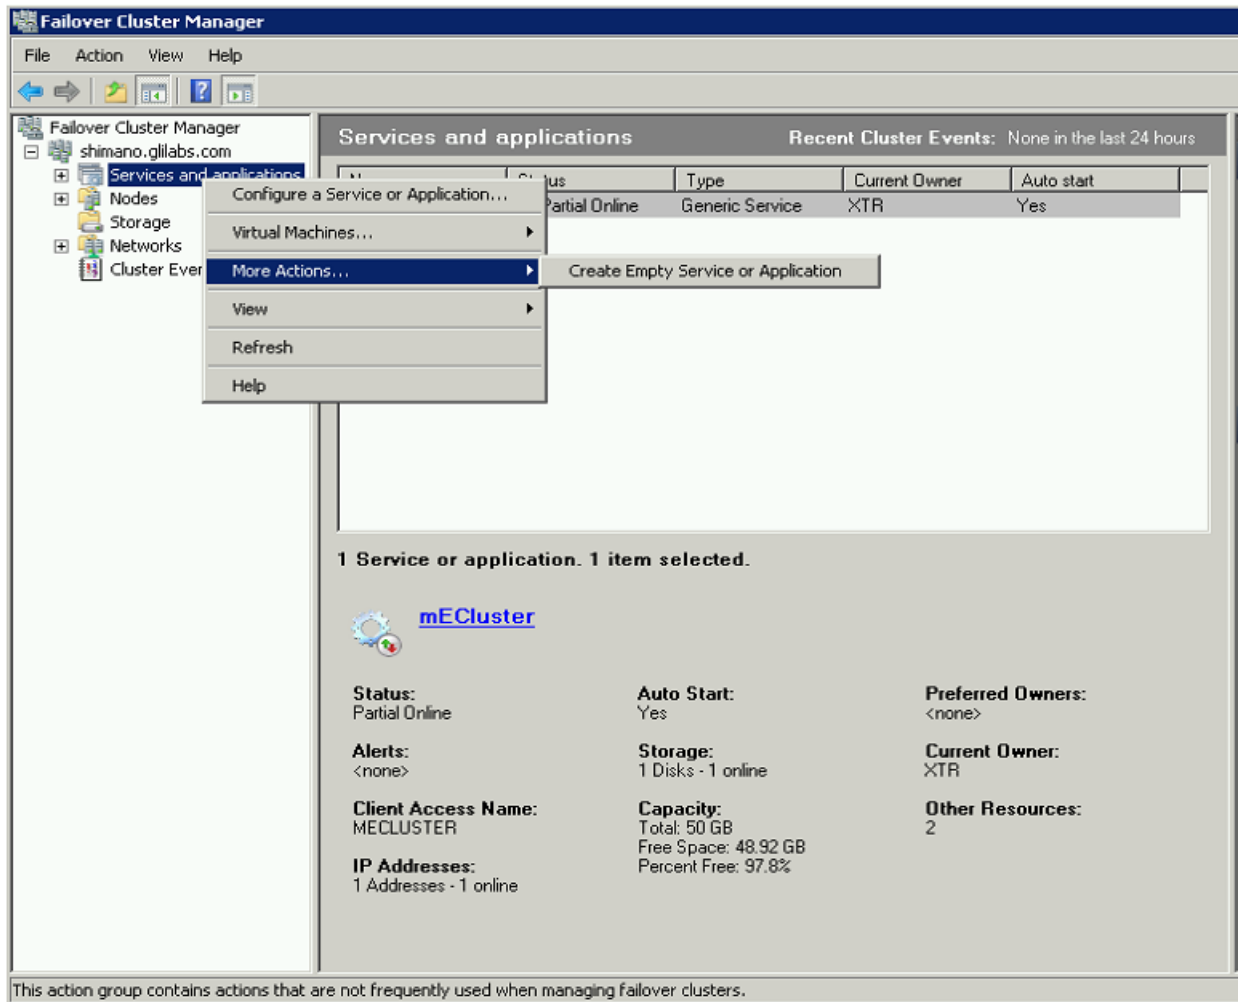 Failover Cluster Manager
File Action View Help
Failover Cluster Manager
shimano.glilabs.com
Services and applications
Nodes
Storage
Networks
Cluster Ever
Configure a Service or Application...
Virtual Machines...
More Actions...
View
Refresh
Help
Create Empty Service or Application
Services and applications Recent Cluster Events: None in the last 24 hours
Type Current Owner Auto start
Partial Online Generic Service XTR Yes
1 Service or application. 1 item selected.
mECluster
Status: Auto Start: Preferred Owners:
Partial Online Yes <none>
Alerts: Storage: Current Owner:
<none> 1 Disks - 1 online XTR
Client Access Name: Capacity: Other Resources:
MECLUSTER Total: 50 GB 2
Free Space: 48.92 GB
IP Addresses: Percent Free: 97.8%
1 Addresses - 1 online
This action group contains actions that are not frequently used when managing failover clusters.